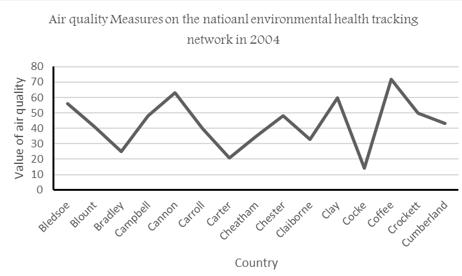 Air quality Measures on the natioanl environmental health tracking
network in 2004
Value of air quality
80
70
60
50
40
30
20
10
0
Bledsoe
Blount
Bradley
Campbell
Cannon
Carroll
Carter
Cheatham
Chester
Claiborne
Clay
Cocke
Coffee
Crockett
Cumberland
Country